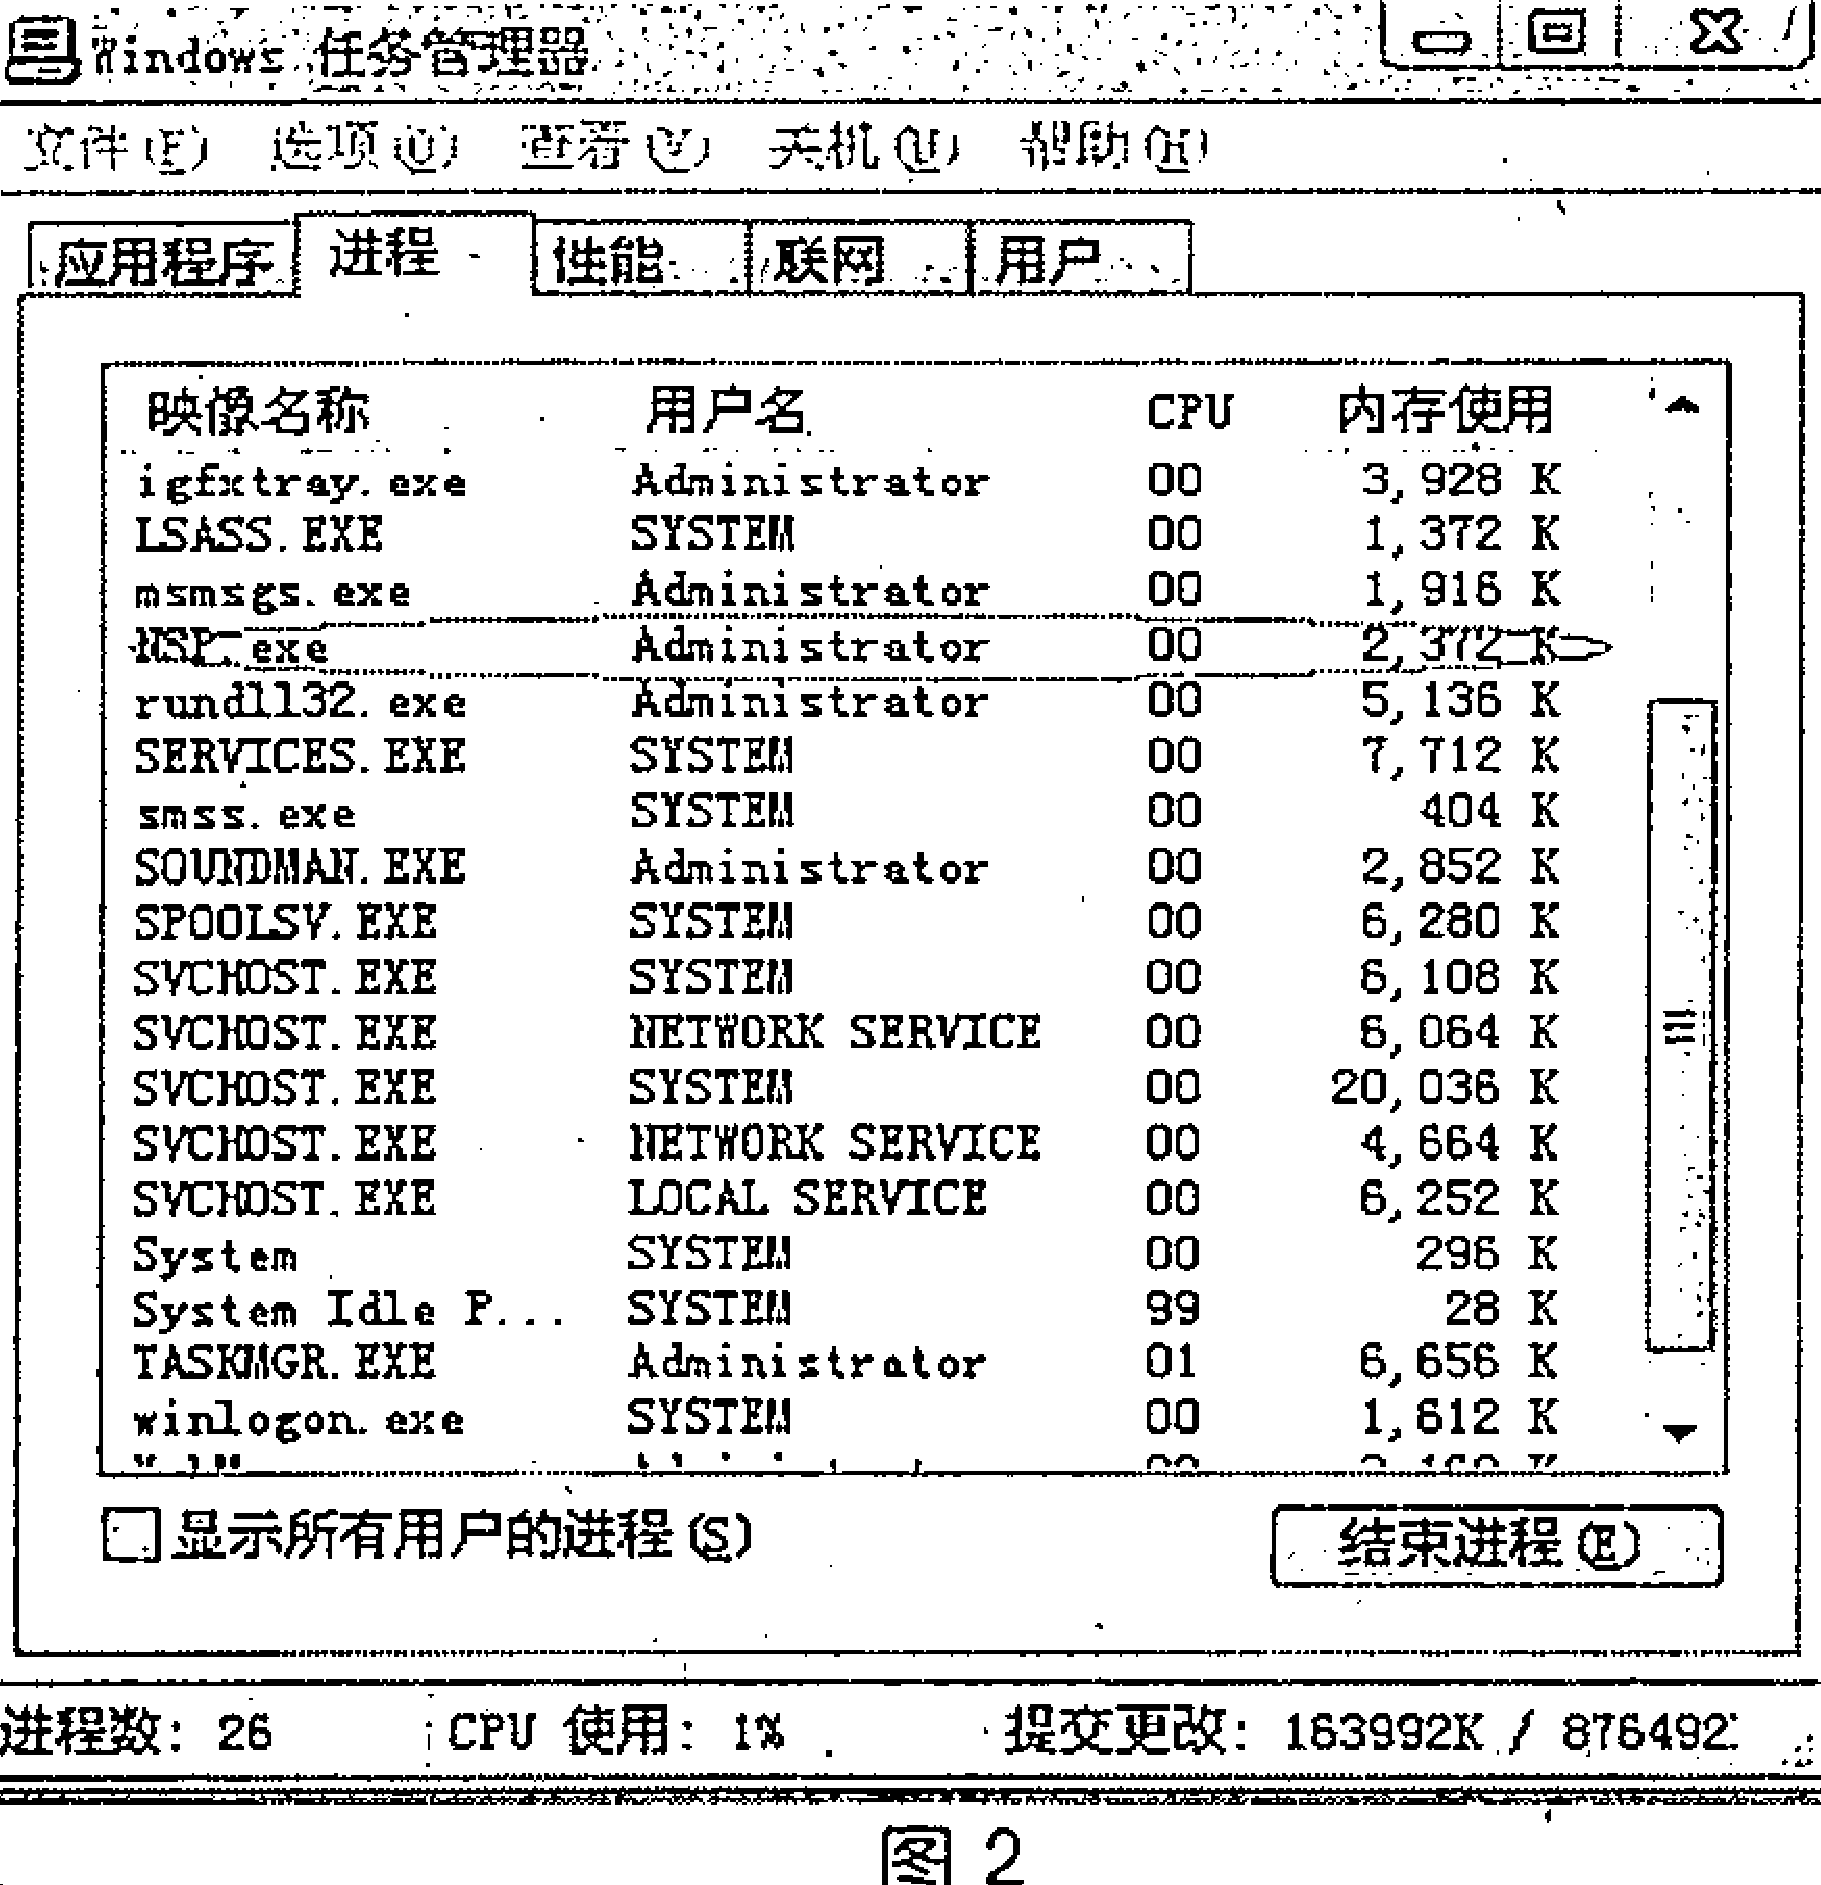 Windows 任务管理器
文件(F) 选项(O) 查看(V) 关机(U) 帮助(H)
应用程序 进程 性能 联网 用户
映像名称 用户名 CPU 内存使用
igfxtray.exe Administrator 00 3,928 K
LSASS.EXE SYSTEM 00 1,372 K
msmsgs.exe Administrator 00 1,916 K
NSP.exe Administrator 00 2,372 K
rundll32.exe Administrator 00 5,136 K
SERVICES.EXE SYSTEM 00 7,712 K
smss.exe SYSTEM 00 404 K
SOUNDMAN.EXE Administrator 00 2,852 K
SPOOLSV.EXE SYSTEM 00 6,280 K
SVCHOST.EXE SYSTEM 00 6,108 K
SVCHOST.EXE NETWORK SERVICE 00 6,064 K
SVCHOST.EXE SYSTEM 00 20,036 K
SVCHOST.EXE NETWORK SERVICE 00 4,664 K
SVCHOST.EXE LOCAL SERVICE 00 6,252 K
System SYSTEM 00 296 K
System Idle P... SYSTEM 99 28 K
TASKMGR.EXE Administrator 01 6,656 K
winlogon.exe SYSTEM 00 1,612 K
显示所有用户的进程(S) 结束进程(E)
进程数: 26 CPU 使用: 1% 提交更改: 163992K / 876492
图 2